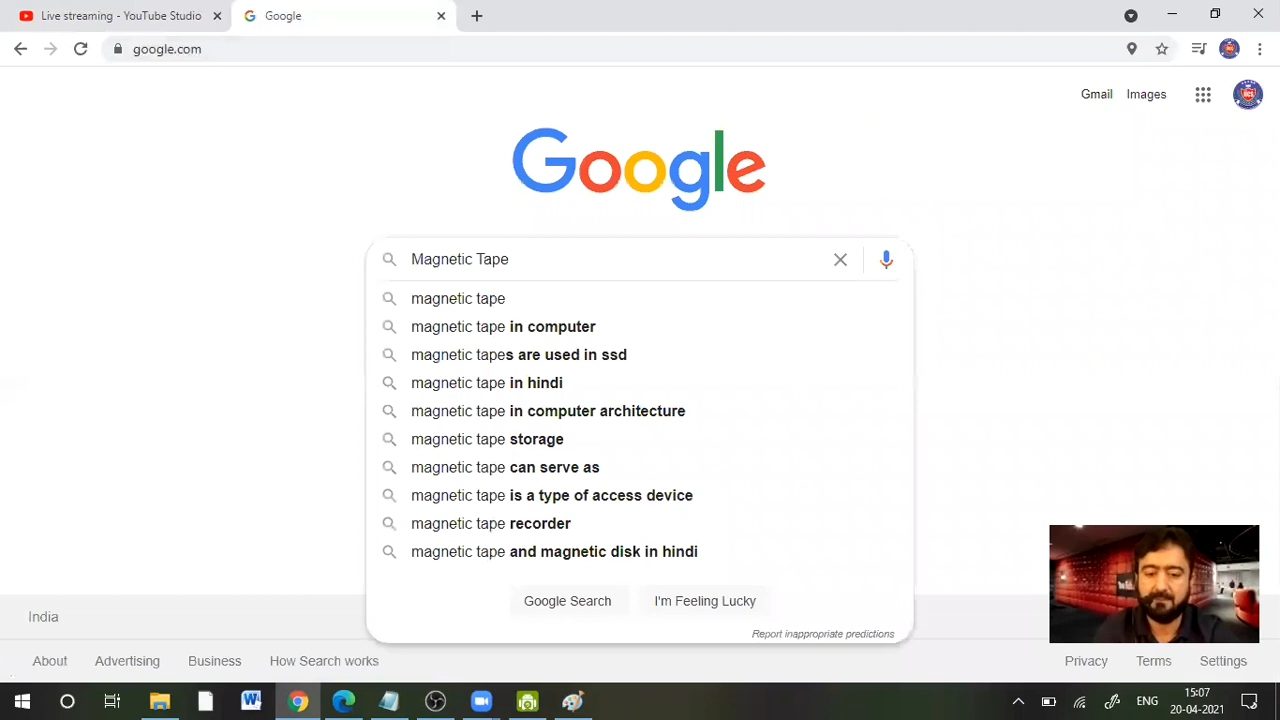 Live streaming - YouTube Studio
Google
google.com
Gmail
Images
Google
Magnetic Tape
magnetic tape
magnetic tape in computer
magnetic tapes are used in ssd
magnetic tape in hindi
magnetic tape in computer architecture
magnetic tape storage
magnetic tape can serve as
magnetic tape is a type of access device
magnetic tape recorder
magnetic tape and magnetic disk in hindi
Google Search
I'm Feeling Lucky
Report inappropriate predictions
India
About
Advertising
Business
How Search works
Privacy
Terms
Settings
ENG
15:07
20-04-2021